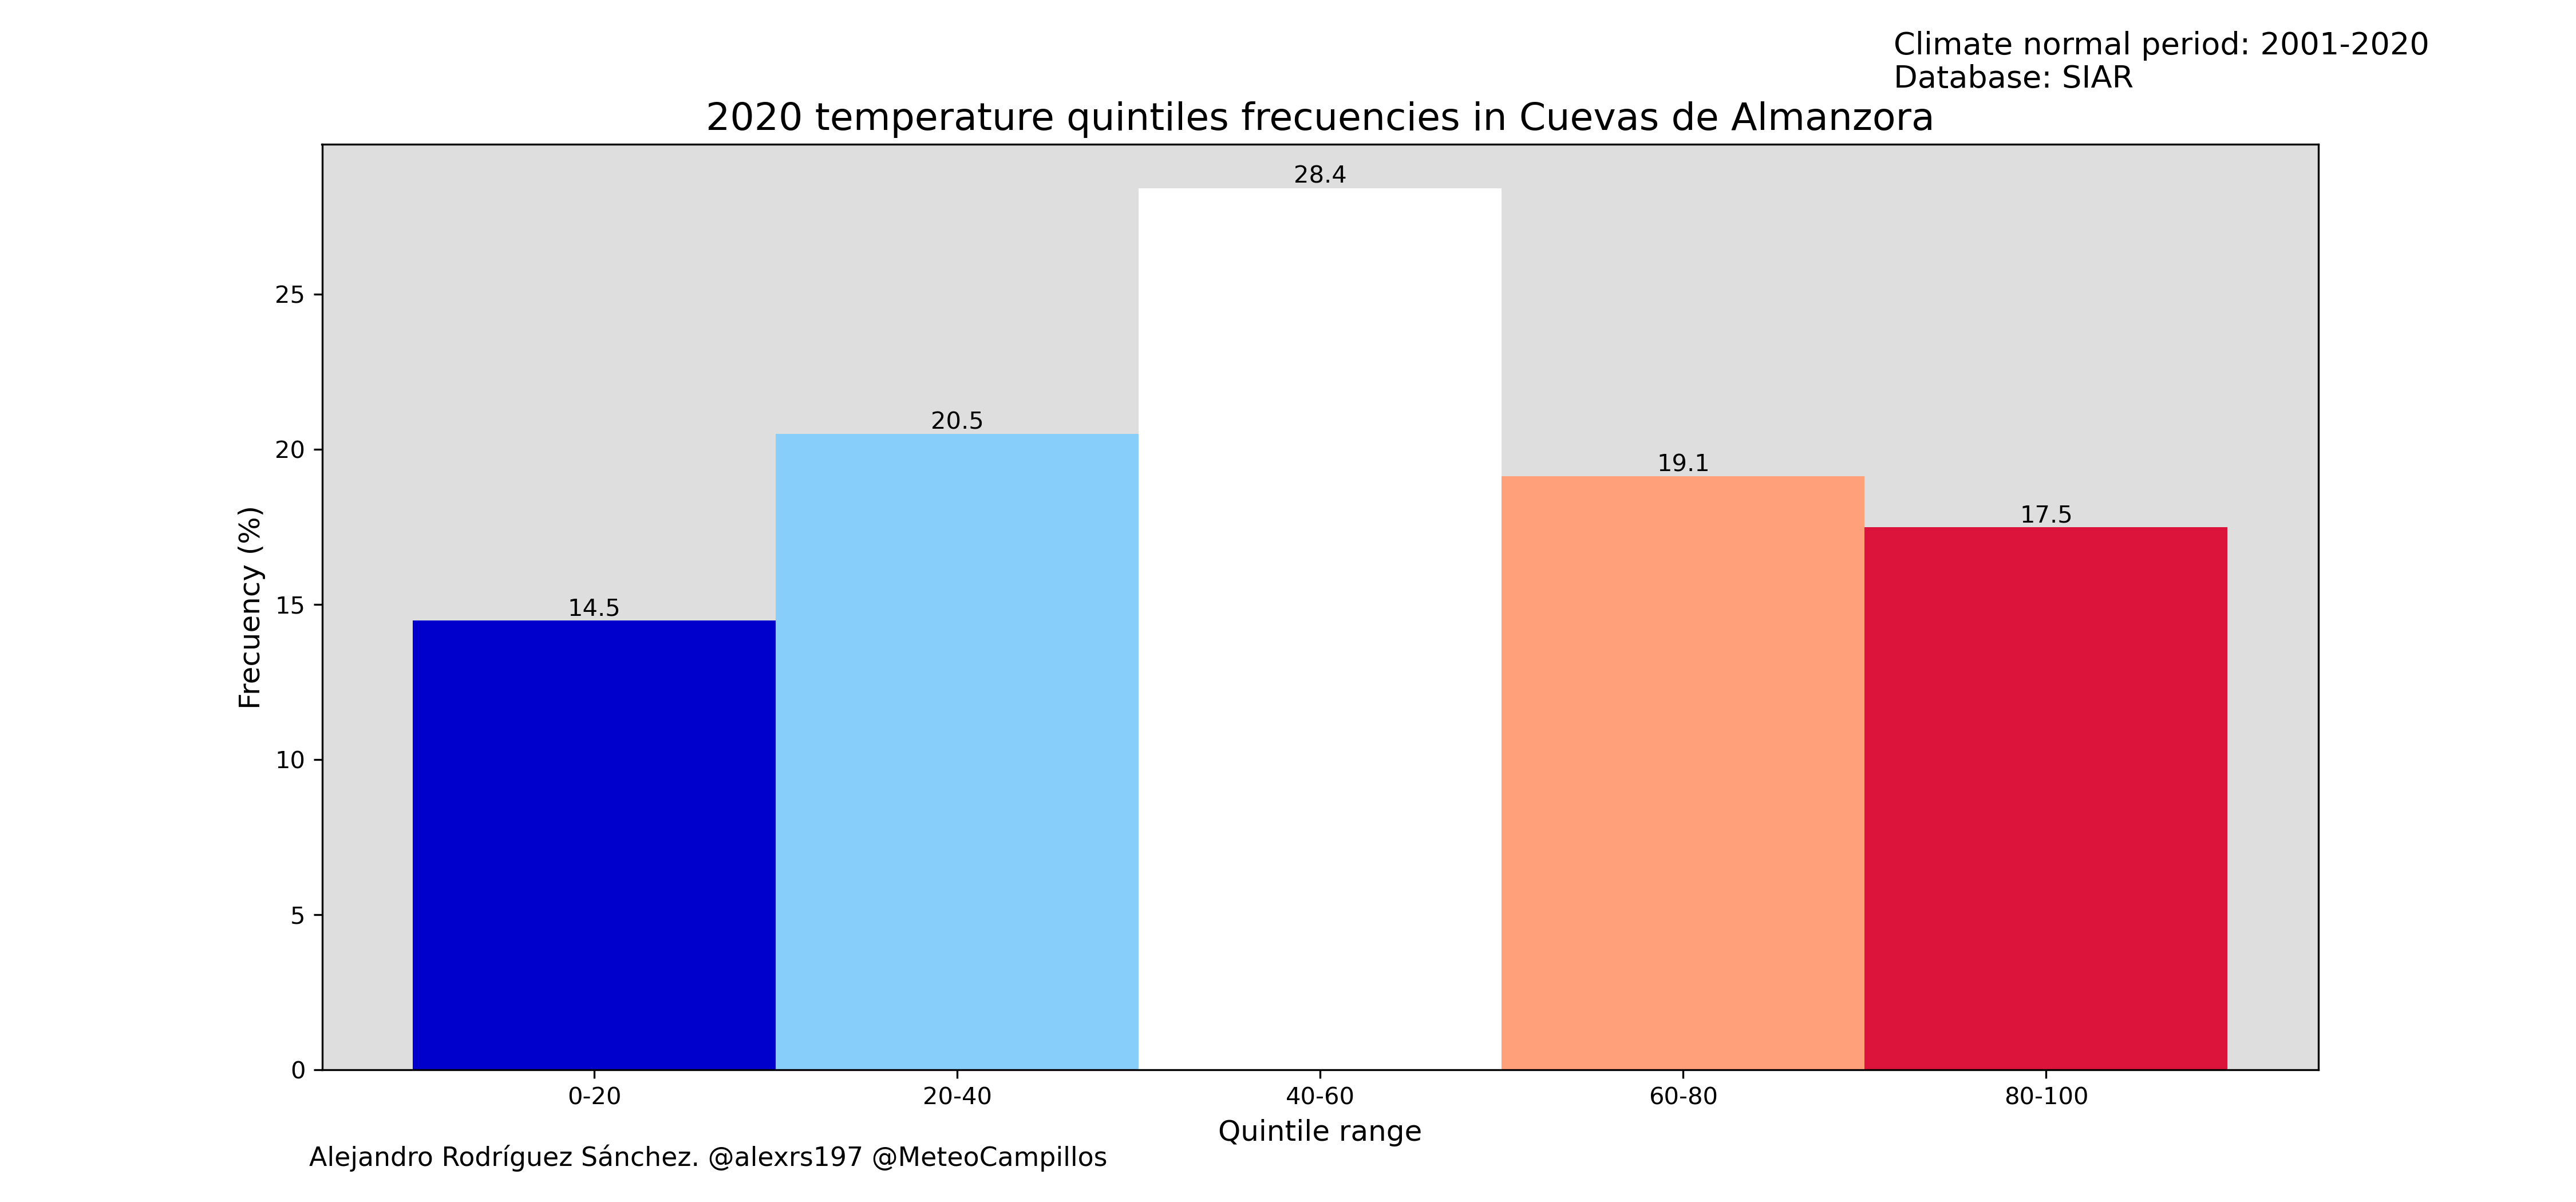 Climate normal period: 2001-2020
Database: SIAR
2020 temperature quintiles frecuencies in Cuevas de Almanzora
28.4
25
20.5
20
19.1
17.5
15
14.5
10
5
0
Frecuency (%)
0-20
20-40
40-60
60-80
80-100
Quintile range
Alejandro Rodríguez Sánchez. @alexrs197 @MeteoCampillos